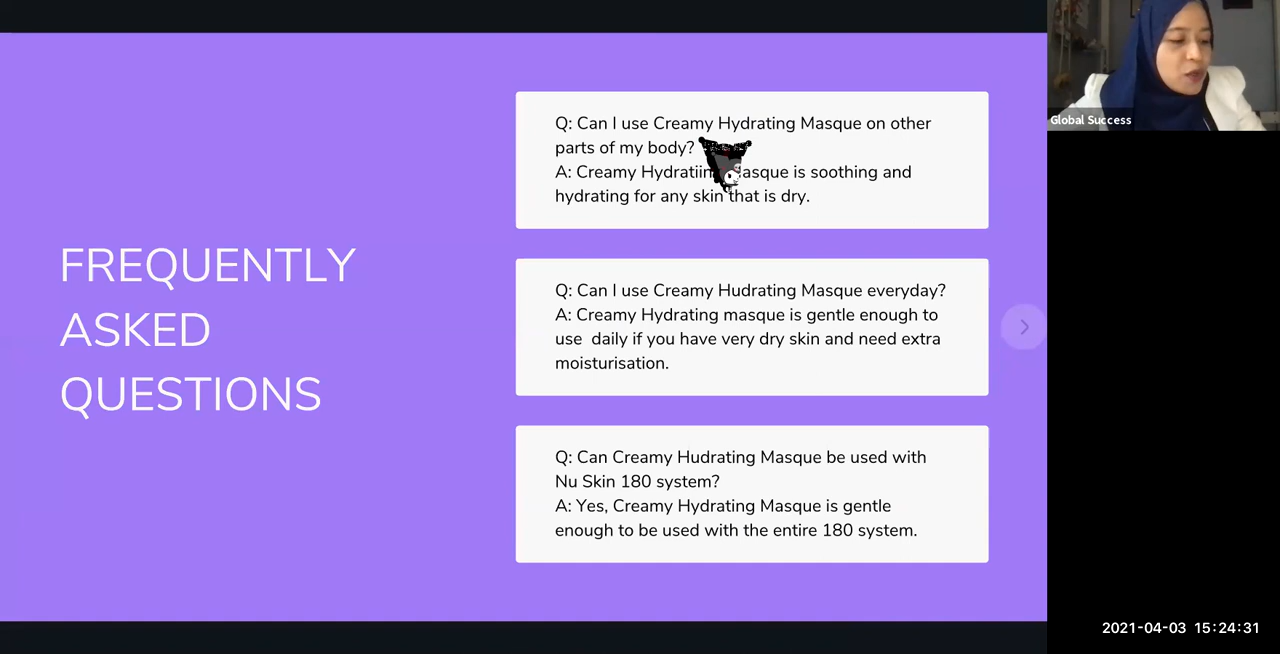 FREQUENTLY
ASKED
QUESTIONS
Q: Can I use Creamy Hydrating Masque on other
parts of my body?
A: Creamy Hydratiin asque is soothing and
hydrating for any skin that is dry.
Q: Can I use Creamy Hudrating Masque everyday?
A: Creamy Hydrating masque is gentle enough to
use daily if you have very dry skin and need extra
moisturisation.
Q: Can Creamy Hudrating Masque be used with
Nu Skin 180 system?
A: Yes, Creamy Hydrating Masque is gentle
enough to be used with the entire 180 system.
Global Success
2021-04-03 15:24:31